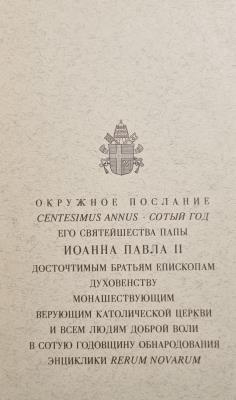 ОКРУЖНОЕ ПОСЛАНИЕ
CENTESIMUS ANNUS · СОТЫЙ ГОД
ЕГО СВЯТЕЙШЕСТВА ПАПЫ
ИОАННА ПАВЛА II
ДОСТОЧТИМЫМ БРАТЬЯМ ЕПИСКОПАМ
ДУХОВЕНСТВУ
МОНАШЕСТВУЮЩИМ
ВЕРУЮЩИМ КАТОЛИЧЕСКОЙ ЦЕРКВИ
И ВСЕМ ЛЮДЯМ ДОБРОЙ ВОЛИ
В СОТУЮ ГОДОВЩИНУ ОБНАРОДОВАНИЯ
ЭНЦИКЛИКИ RERUM NOVARUM